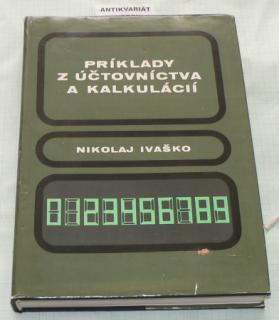 ANTIKVARIÁT
PRÍKLADY
Z ÚČTOVNÍCTVA
A KALKULÁCIÍ
NIKOLAJ IVAŠKO
0123456789